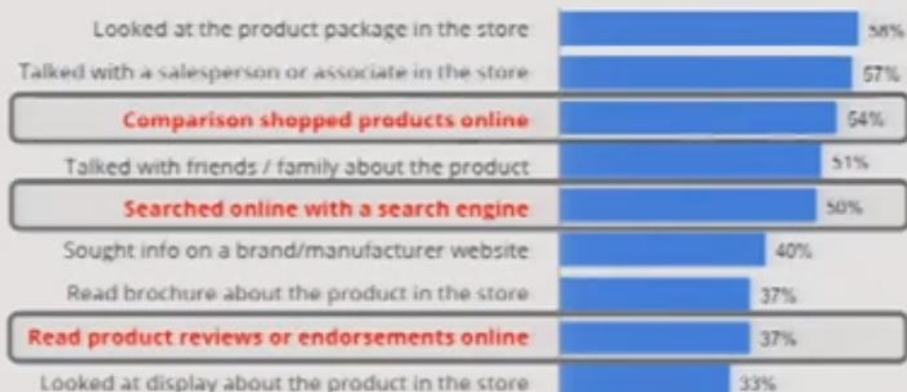 Looked at the product package in the store 58%
Talked with a salesperson or associate in the store 57%
Comparison shopped products online 54%
Talked with friends / family about the product 51%
Searched online with a search engine 50%
Sought info on a brand/manufacturer website 40%
Read brochure about the product in the store 37%
Read product reviews or endorsements online 37%
Looked at display about the product in the store 33%